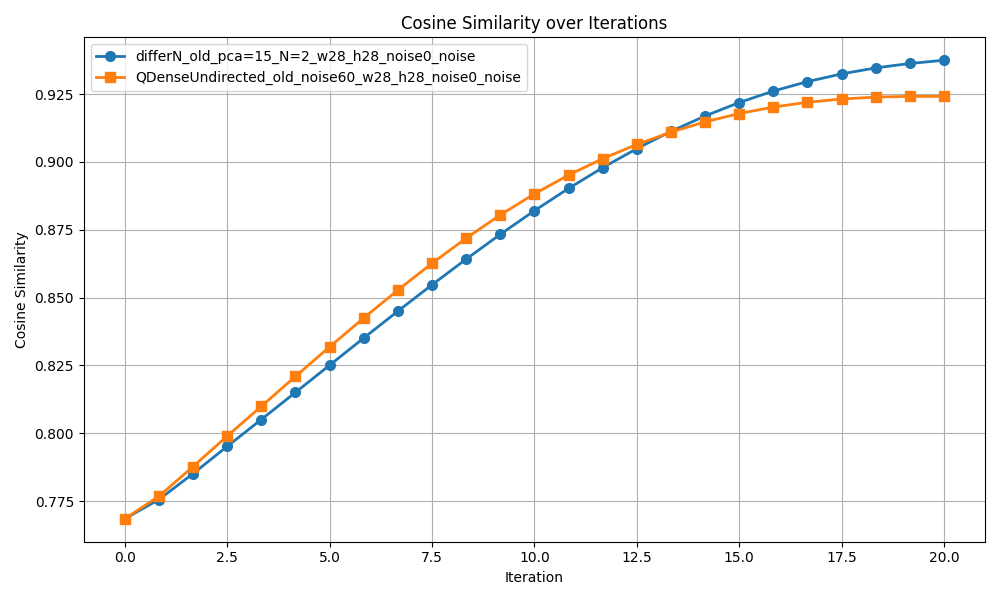 Cosine Similarity over Iterations
differN_old_pca=15_N=2_w28_h28_noise0_noise
QDenseUndirected_old_noise60_w28_h28_noise0_noise
Cosine Similarity
0.925
0.900
0.875
0.850
0.825
0.800
0.775
0.0 2.5 5.0 7.5 10.0 12.5 15.0 17.5 20.0
Iteration